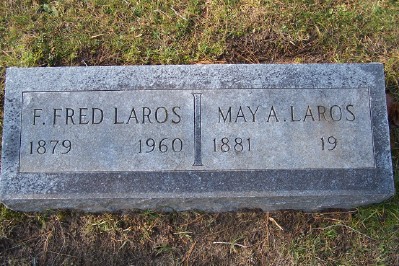 F. FRED LAROS
1879 1960
MAY A. LAROS
1881 19